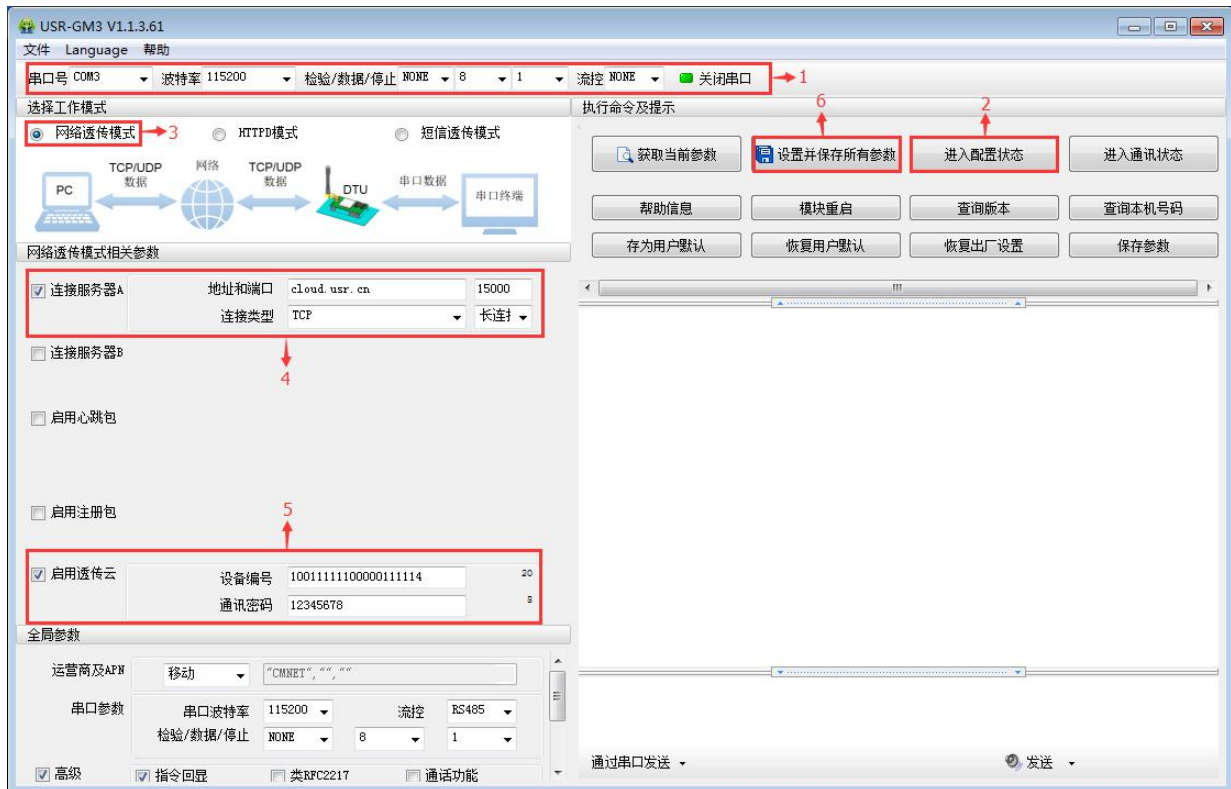 USR-GM3 V1.1.3.61
文件 Language 帮助
串口号 COM3 波特率 115200 检验/数据/停止 NONE 8 1 流控 NONE 关闭串口 1
选择工作模式
网络透传模式 3 HTTPD模式 短信透传模式
TCP/UDP 数据 网络 TCP/UDP 数据 串口数据
PC DTU 串口终端
网络透传模式相关参数
连接服务器A 地址和端口 cloud.usr.cn 15000
连接类型 TCP 长连接
4
连接服务器B
启用心跳包
启用注册包
5
启用透传云 设备编号 10011111100000111114 20
通讯密码 12345678 8
全局参数
运营商及APN 移动 "CMNET","",""
串口参数 串口波特率 115200 流控 RS485
检验/数据/停止 NONE 8 1
高级 指令回显 类RFC2217 通话功能
执行命令及提示
6 2
获取当前参数 设置并保存所有参数 进入配置状态 进入通讯状态
帮助信息 模块重启 查询版本 查询本机号码
存为用户默认 恢复用户默认 恢复出厂设置 保存参数
通过串口发送 发送